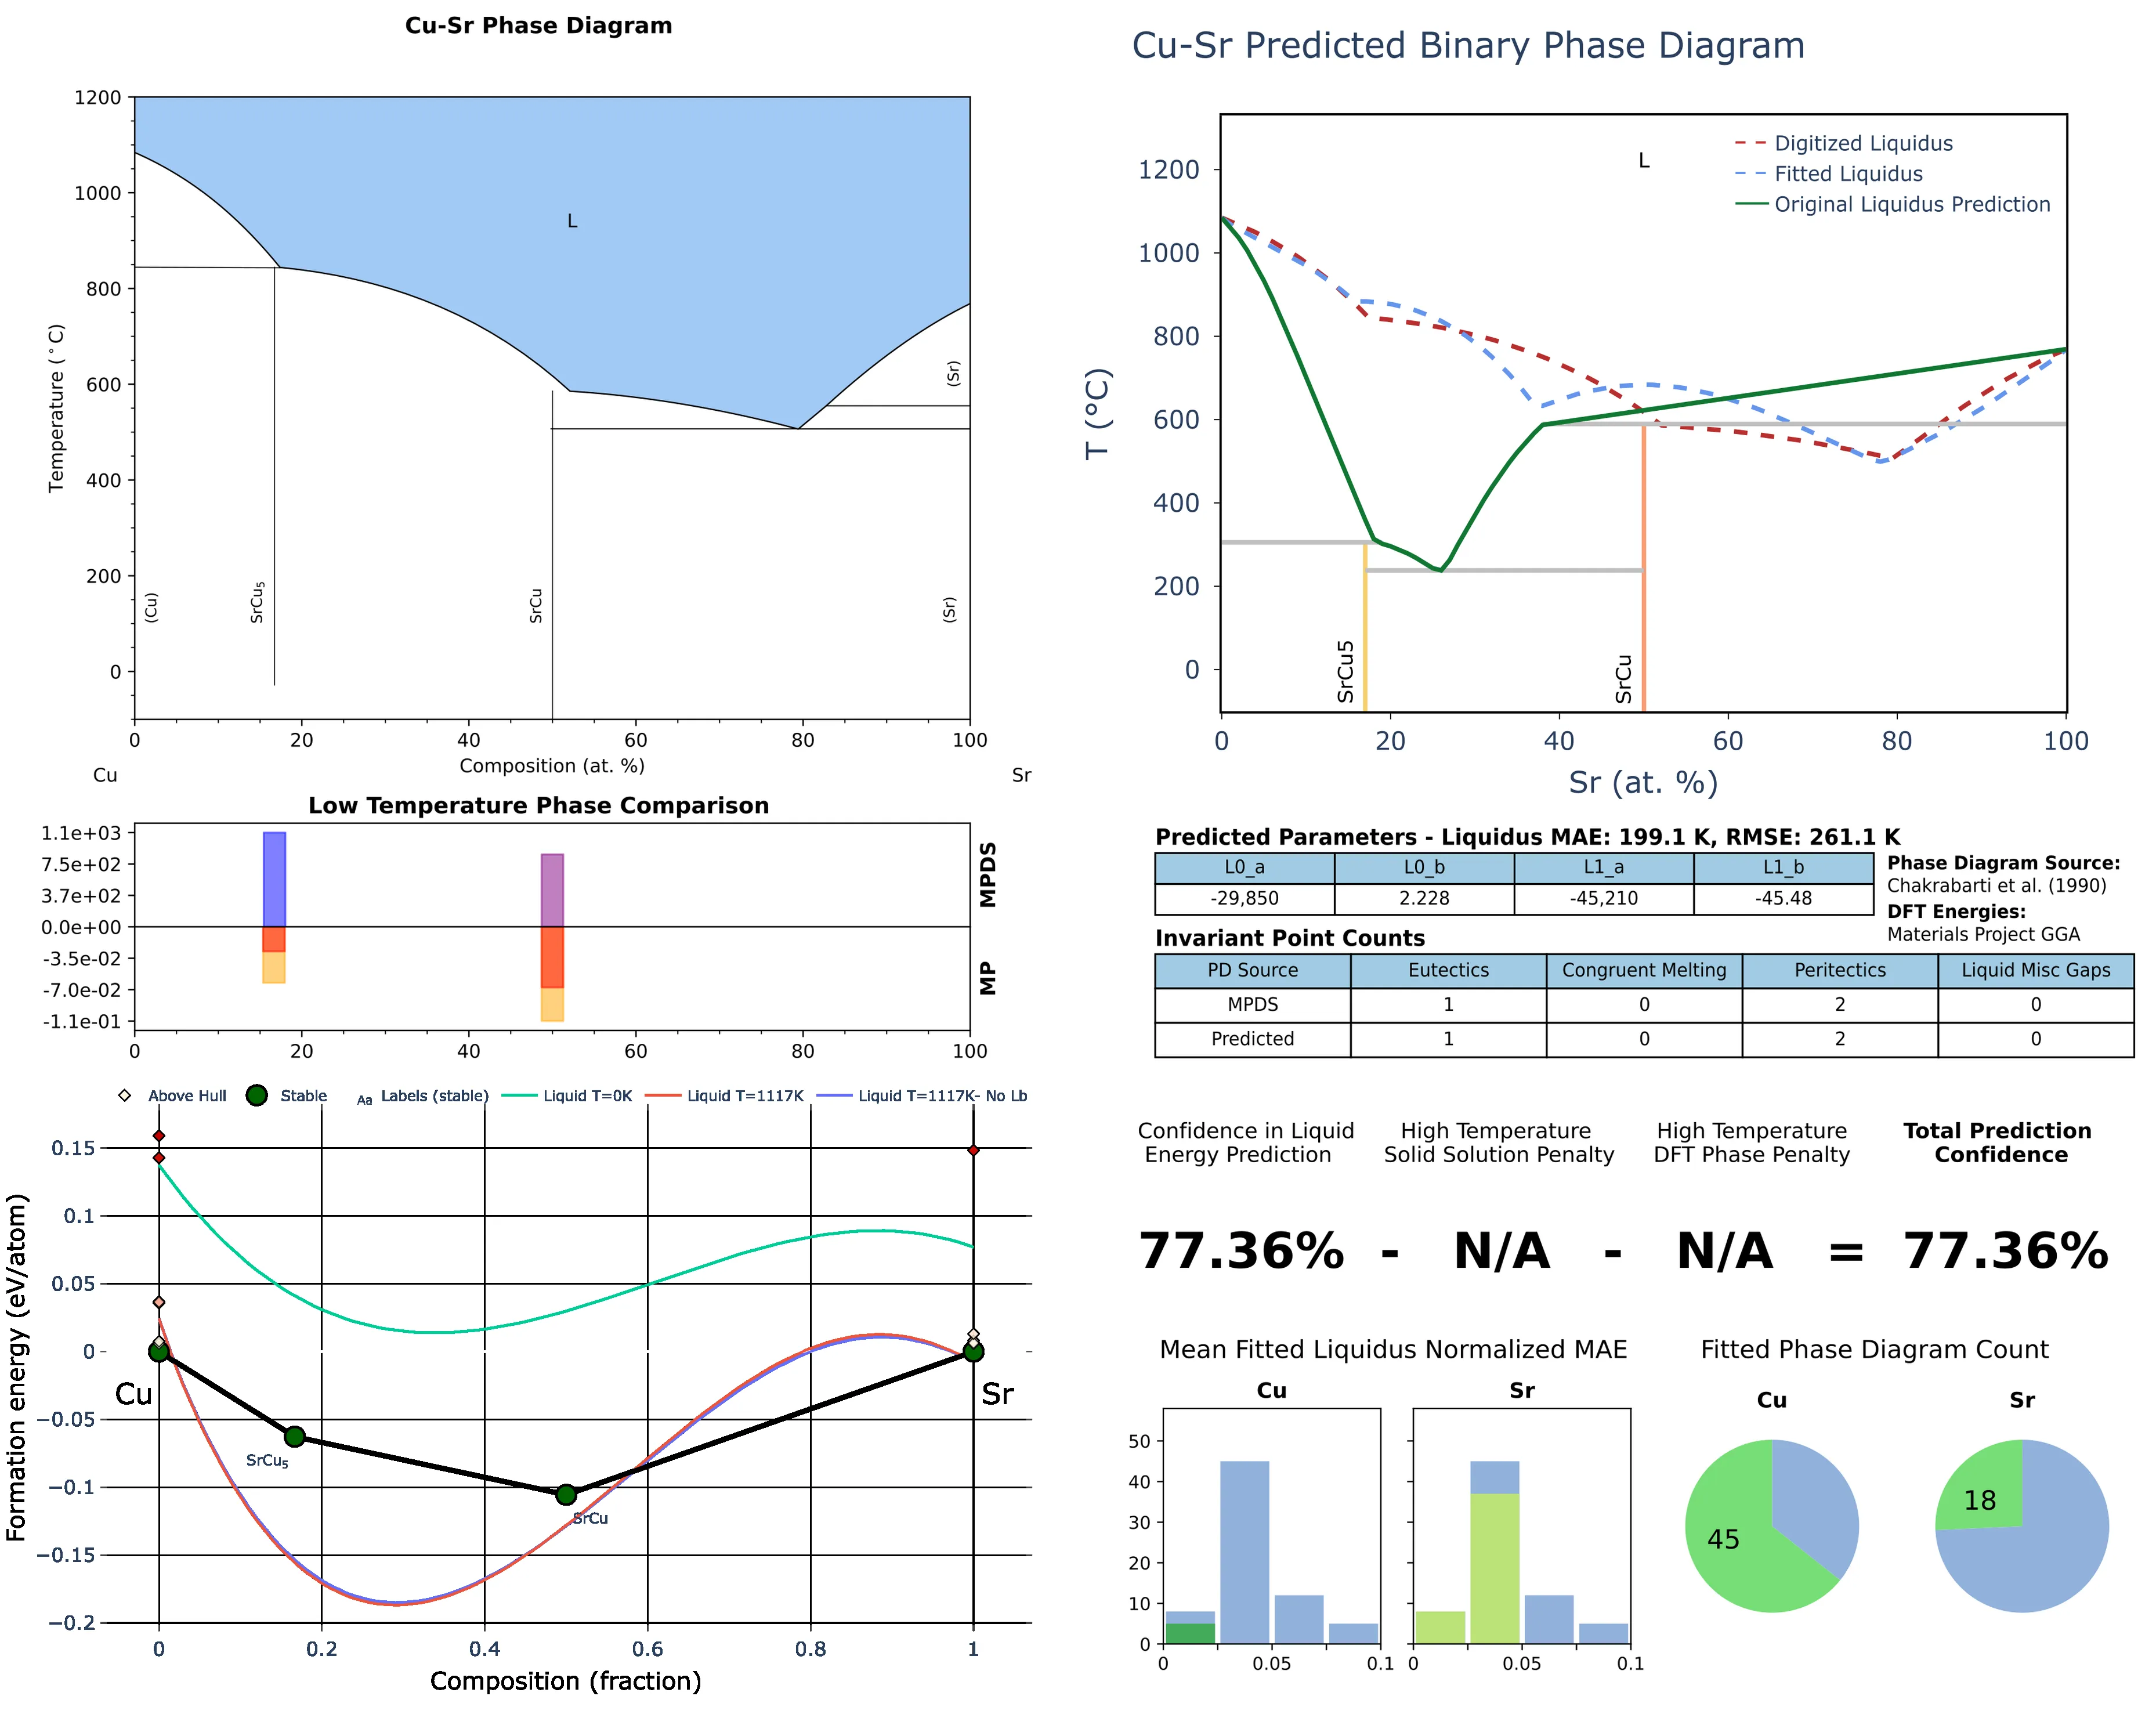 Cu-Sr Phase Diagram
1200
1000
800
600
400
200
0
Temperature (°C)
L
(Cu)
SrCu5
SrCu
(Sr)
(Sr)
0 20 40 60 80 100
Composition (at. %)
Cu Sr
Low Temperature Phase Comparison
1.1e+03
7.5e+02
3.7e+02
0.0e+00
-3.5e-02
-7.0e-02
-1.1e-01
MPDS
MP
0 20 40 60 80 100
Above Hull Stable Aa Labels (stable) Liquid T=0K Liquid T=1117K Liquid T=1117K- No Lb
0.15
0.1
0.05
0
−0.05
−0.1
−0.15
−0.2
Formation energy (eV/atom)
Cu
Sr
SrCu5
SrCu
0 0.2 0.4 0.6 0.8 1
Composition (fraction)
Cu-Sr Predicted Binary Phase Diagram
L
Digitized Liquidus
Fitted Liquidus
Original Liquidus Prediction
1200
1000
800
600
400
200
0
T (°C)
SrCu5
SrCu
0 20 40 60 80 100
Sr (at. %)
Predicted Parameters - Liquidus MAE: 199.1 K, RMSE: 261.1 K
L0_a L0_b L1_a L1_b
-29,850 2.228 -45,210 -45.48
Phase Diagram Source:
Chakrabarti et al. (1990)
DFT Energies:
Materials Project GGA
Invariant Point Counts
PD Source Eutectics Congruent Melting Peritectics Liquid Misc Gaps
MPDS 1 0 2 0
Predicted 1 0 2 0
Confidence in Liquid
Energy Prediction
High Temperature
Solid Solution Penalty
High Temperature
DFT Phase Penalty
Total Prediction
Confidence
77.36% - N/A - N/A = 77.36%
Mean Fitted Liquidus Normalized MAE
Cu
Sr
50
40
30
20
10
0
0 0.05 0.1
0 0.05 0.1
Fitted Phase Diagram Count
Cu
Sr
45
18